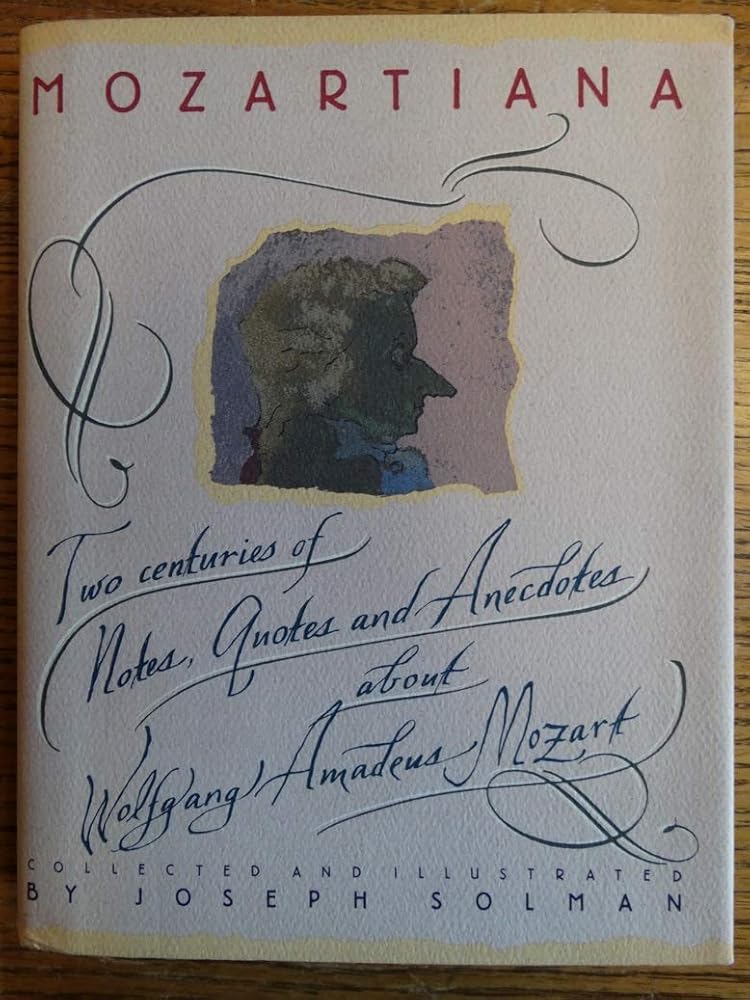 MOZARTIANA
Two centuries of
Notes, Quotes and Anecdotes
about
Wolfgang Amadeus Mozart
COLLECTED AND ILLUSTRATED
BY JOSEPH SOLMAN